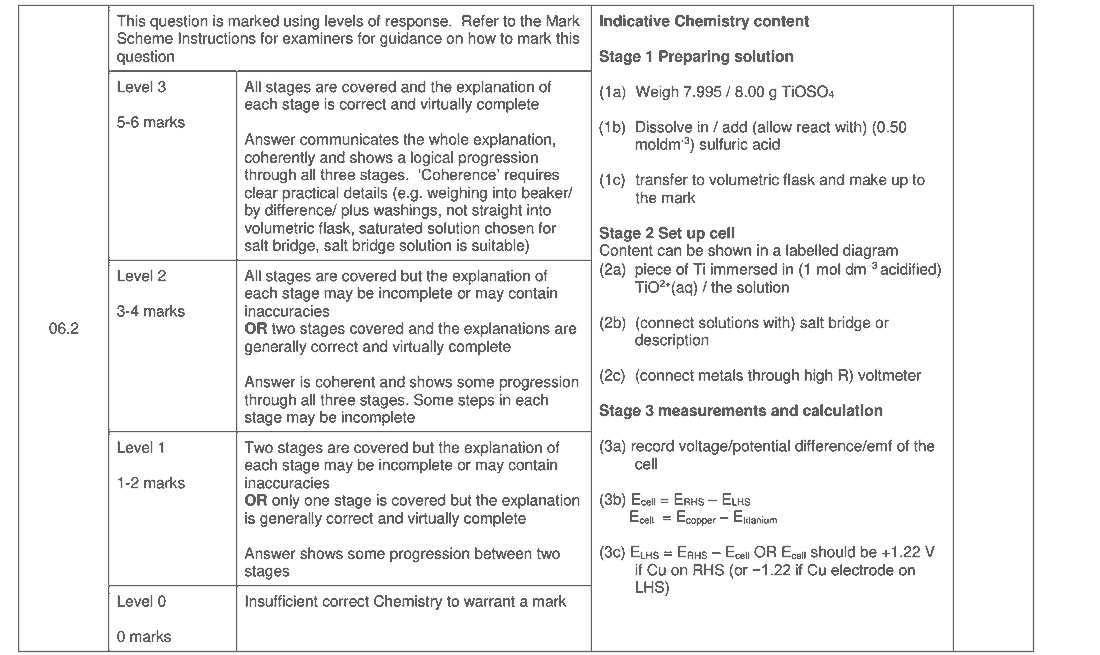 06.2
This question is marked using levels of response. Refer to the Mark
Scheme Instructions for examiners for guidance on how to mark this
question
Level 3
5-6 marks
All stages are covered and the explanation of
each stage is correct and virtually complete
Answer communicates the whole explanation,
coherently and shows a logical progression
through all three stages. ‘Coherence’ requires
clear practical details (e.g. weighing into beaker/
by difference/ plus washings, not straight into
volumetric flask, saturated solution chosen for
salt bridge, salt bridge solution is suitable)
Level 2
3-4 marks
All stages are covered but the explanation of
each stage may be incomplete or may contain
inaccuracies
OR two stages covered and the explanations are
generally correct and virtually complete
Answer is coherent and shows some progression
through all three stages. Some steps in each
stage may be incomplete
Level 1
1-2 marks
Two stages are covered but the explanation of
each stage may be incomplete or may contain
inaccuracies
OR only one stage is covered but the explanation
is generally correct and virtually complete
Answer shows some progression between two
stages
Level 0
0 marks
Insufficient correct Chemistry to warrant a mark
Indicative Chemistry content
Stage 1 Preparing solution
(1a) Weigh 7.995 / 8.00 g TiOSO₄
(1b) Dissolve in / add (allow react with) (0.50
moldm⁻³) sulfuric acid
(1c) transfer to volumetric flask and make up to
the mark
Stage 2 Set up cell
Content can be shown in a labelled diagram
(2a) piece of Ti immersed in (1 mol dm⁻³ acidified)
TiO²⁺(aq) / the solution
(2b) (connect solutions with) salt bridge or
description
(2c) (connect metals through high R) voltmeter
Stage 3 measurements and calculation
(3a) record voltage/potential difference/emf of the
cell
(3b) Ecell = ERHS – ELHS
Ecell = Ecopper – Etitanium
(3c) ELHS = ERHS – Ecell OR Ecell should be +1.22 V
if Cu on RHS (or −1.22 if Cu electrode on
LHS)